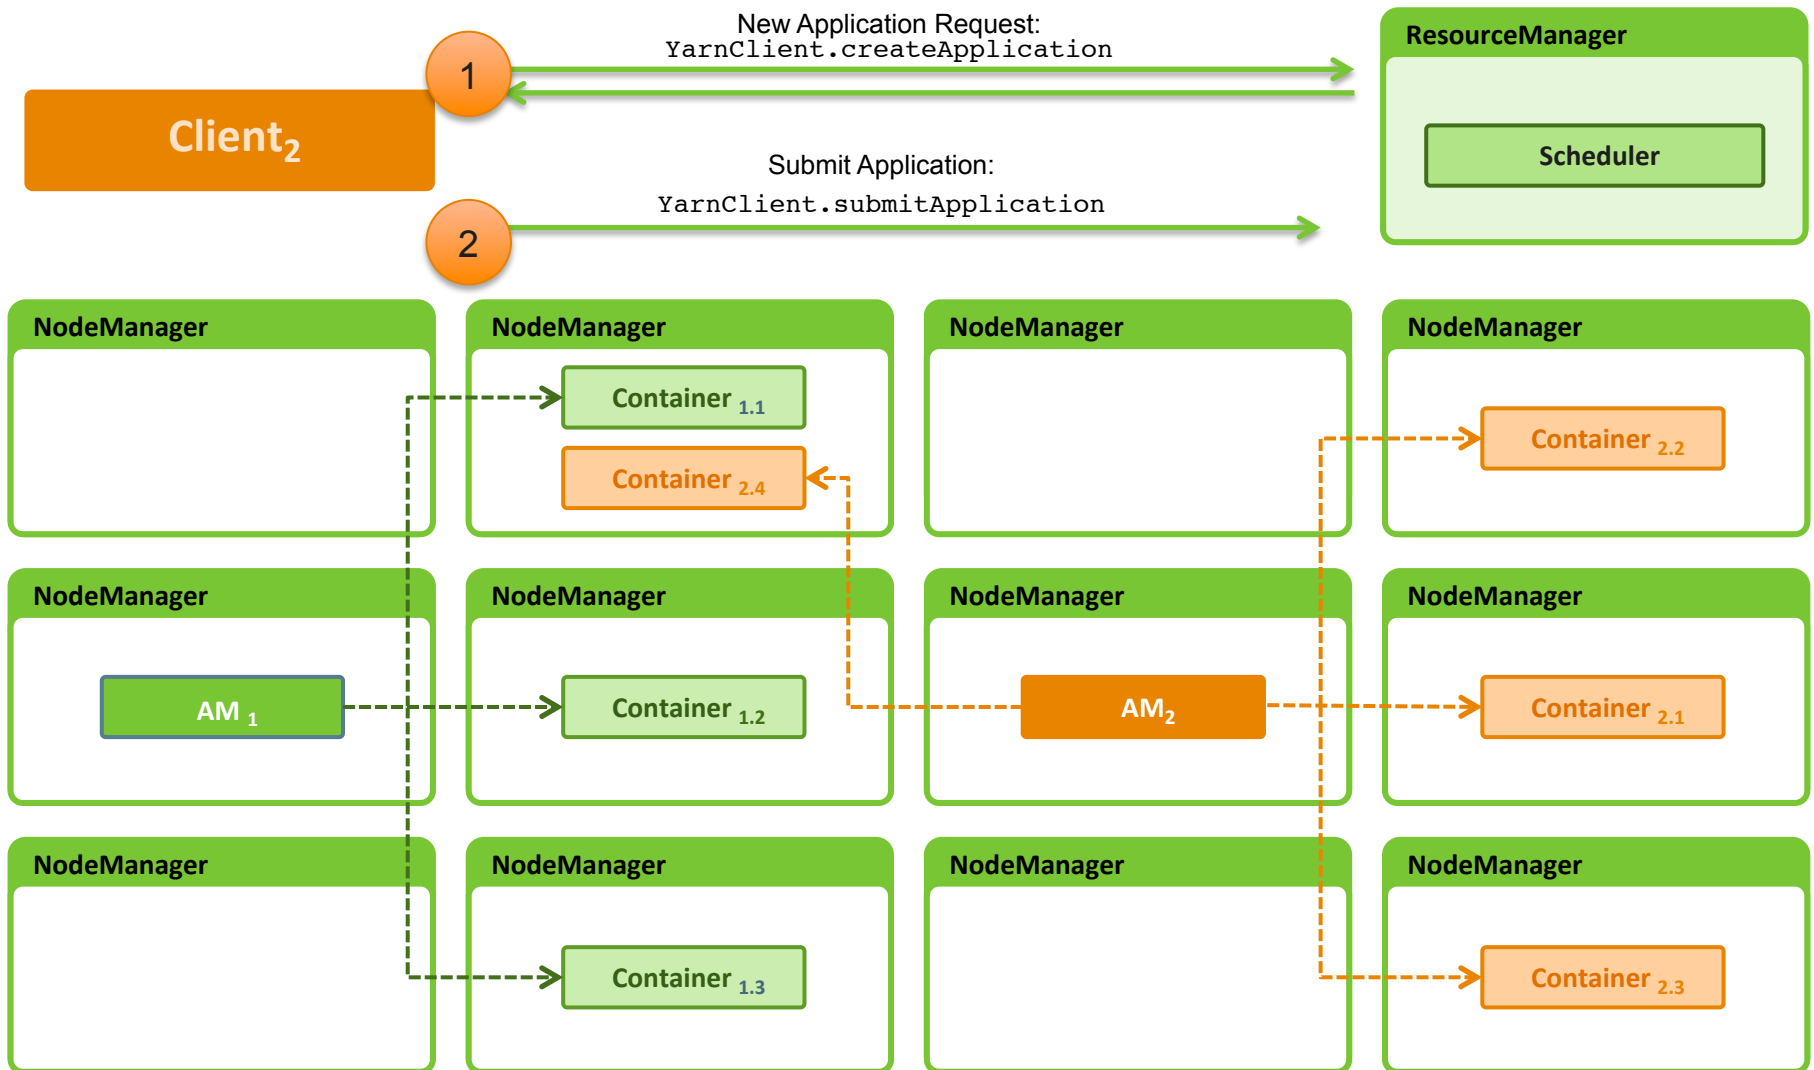 New Application Request:
YarnClient.createApplication
ResourceManager
1
Client2
Scheduler
Submit Application:
YarnClient.submitApplication
2
NodeManager
NodeManager
NodeManager
NodeManager
Container 1.1
Container 2.2
Container 2.4
NodeManager
NodeManager
NodeManager
NodeManager
AM 1
Container 1.2
AM2
Container 2.1
NodeManager
NodeManager
NodeManager
NodeManager
Container 1.3
Container 2.3